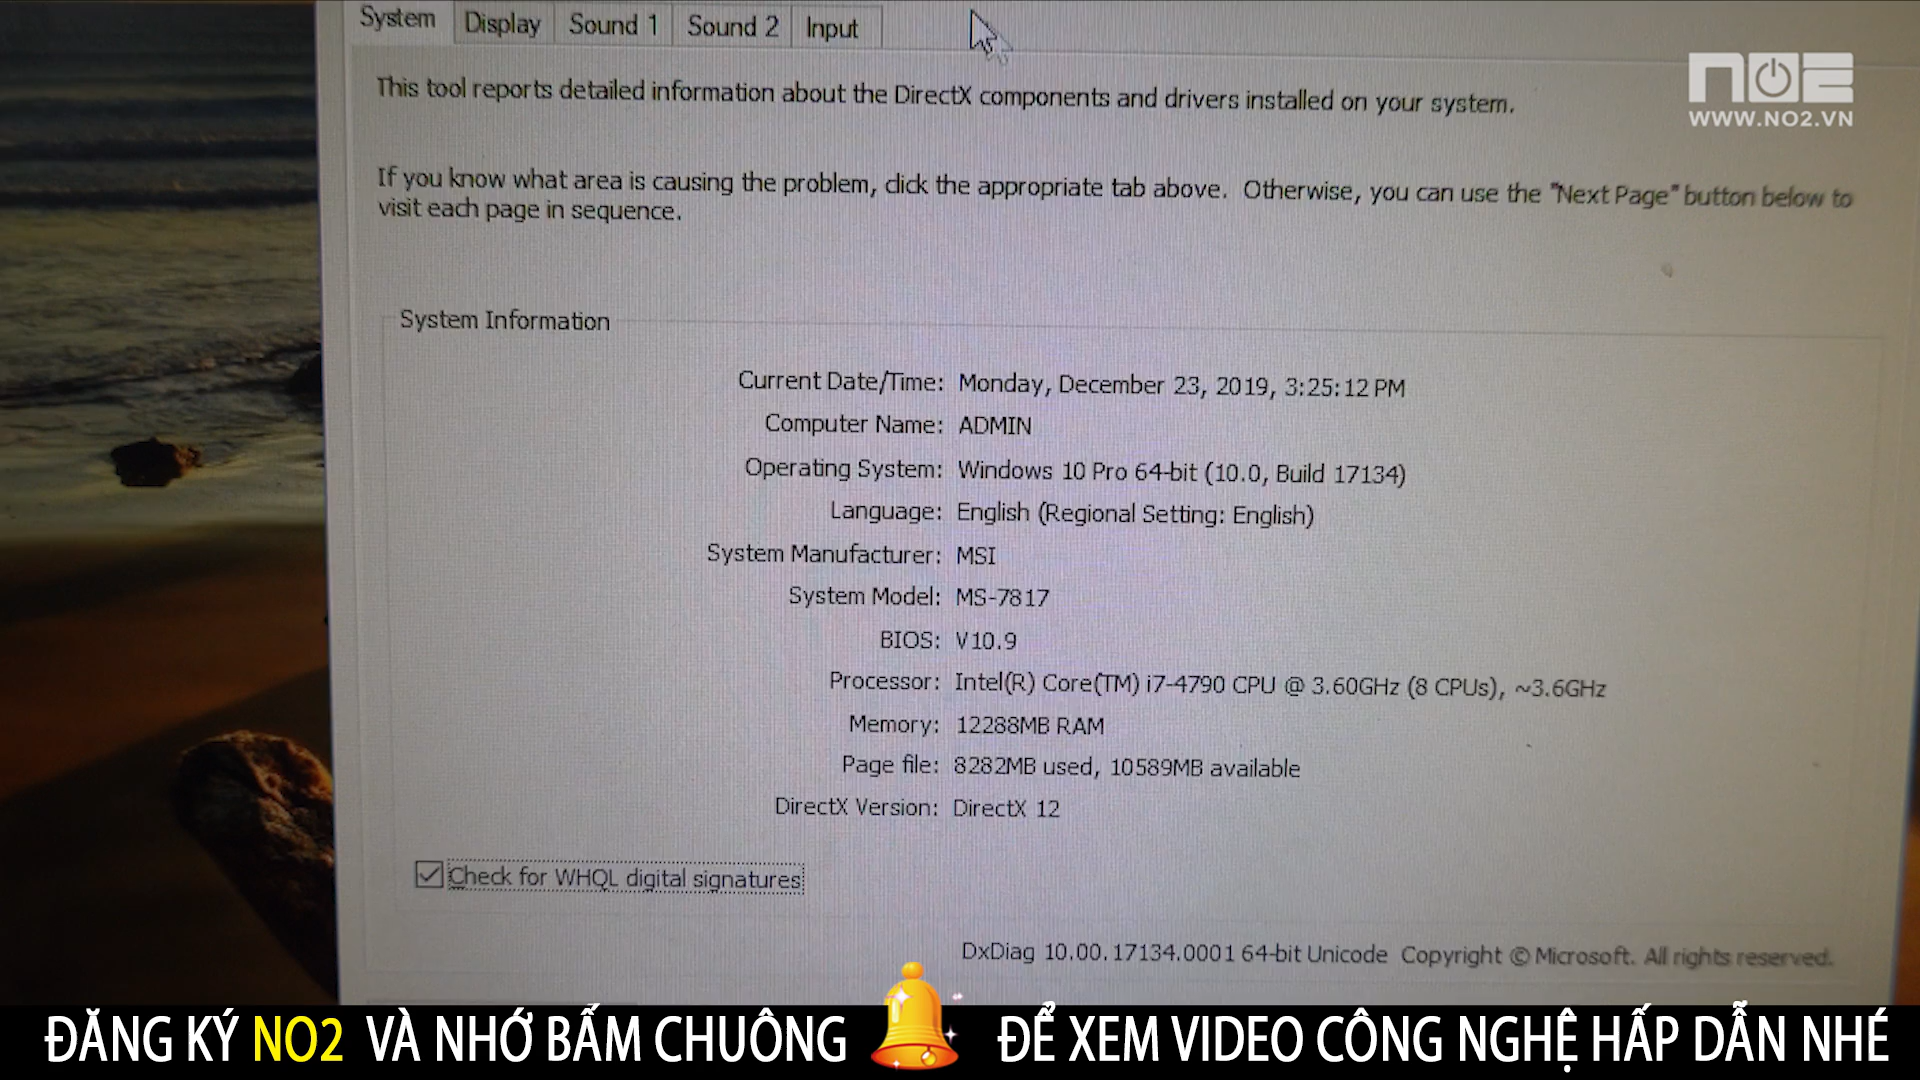 System Display Sound 1 Sound 2 Input
NO2
WWW.NO2.VN
This tool reports detailed information about the DirectX components and drivers installed on your system.
If you know what area is causing the problem, click the appropriate tab above. Otherwise, you can use the "Next Page" button below to
visit each page in sequence.
System Information
Current Date/Time: Monday, December 23, 2019, 3:25:12 PM
Computer Name: ADMIN
Operating System: Windows 10 Pro 64-bit (10.0, Build 17134)
Language: English (Regional Setting: English)
System Manufacturer: MSI
System Model: MS-7817
BIOS: V10.9
Processor: Intel(R) Core(TM) i7-4790 CPU @ 3.60GHz (8 CPUs), ~3.6GHz
Memory: 12288MB RAM
Page file: 8282MB used, 10589MB available
DirectX Version: DirectX 12
Check for WHQL digital signatures
DxDiag 10.00.17134.0001 64-bit Unicode Copyright © Microsoft. All rights reserved.
ĐĂNG KÝ NO2 VÀ NHỚ BẤM CHUÔNG ĐỂ XEM VIDEO CÔNG NGHỆ HẤP DẪN NHÉ